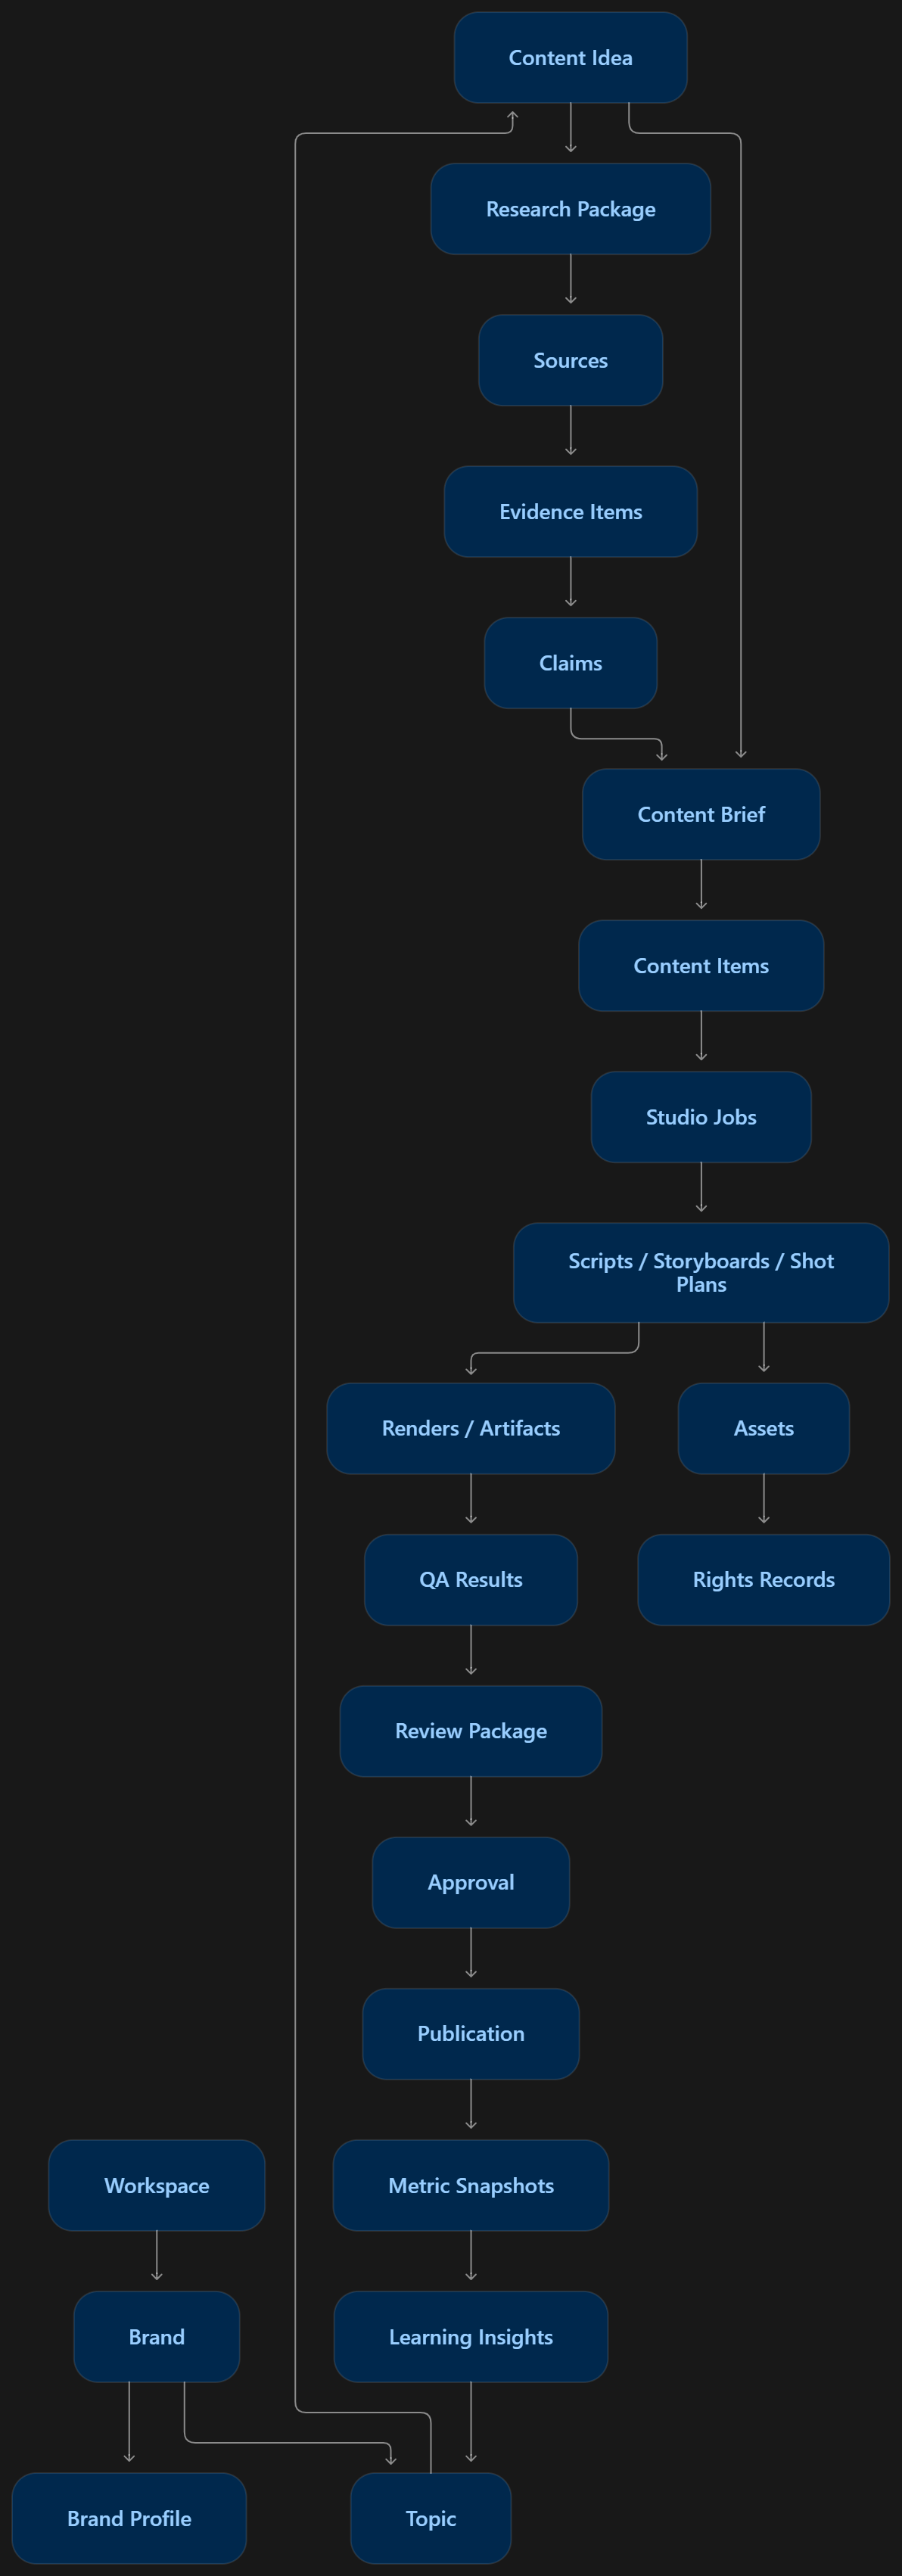 Content Idea
Research Package
Sources
Evidence Items
Claims
Content Brief
Content Items
Studio Jobs
Scripts / Storyboards / Shot
Plans
Renders / Artifacts
Assets
QA Results
Rights Records
Review Package
Approval
Publication
Workspace
Metric Snapshots
Brand
Learning Insights
Brand Profile
Topic